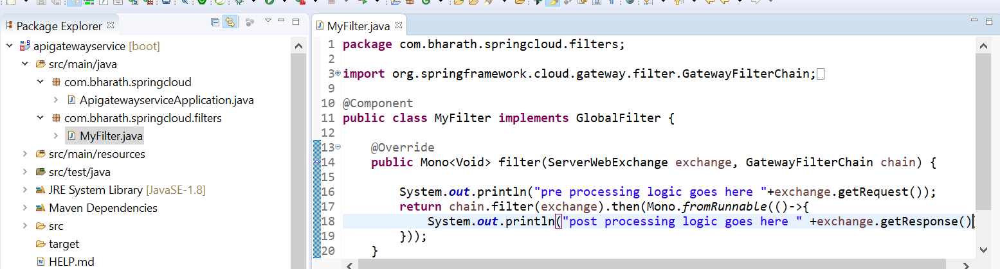 Package Explorer
apigatewayservice [boot]
src/main/java
com.bharath.springcloud
ApigatewayserviceApplication.java
com.bharath.springcloud.filters
MyFilter.java
src/main/resources
src/test/java
JRE System Library [JavaSE-1.8]
Maven Dependencies
src
target
HELP.md
MyFilter.java
1 package com.bharath.springcloud.filters;
2
3 import org.springframework.cloud.gateway.filter.GatewayFilterChain;
9
10 @Component
11 public class MyFilter implements GlobalFilter {
12
13 @Override
14 public Mono<Void> filter(ServerWebExchange exchange, GatewayFilterChain chain) {
15
16 System.out.println("pre processing logic goes here "+exchange.getRequest());
17 return chain.filter(exchange).then(Mono.fromRunnable(()->{
18 System.out.println("post processing logic goes here " +exchange.getResponse())
19 }));
20 }